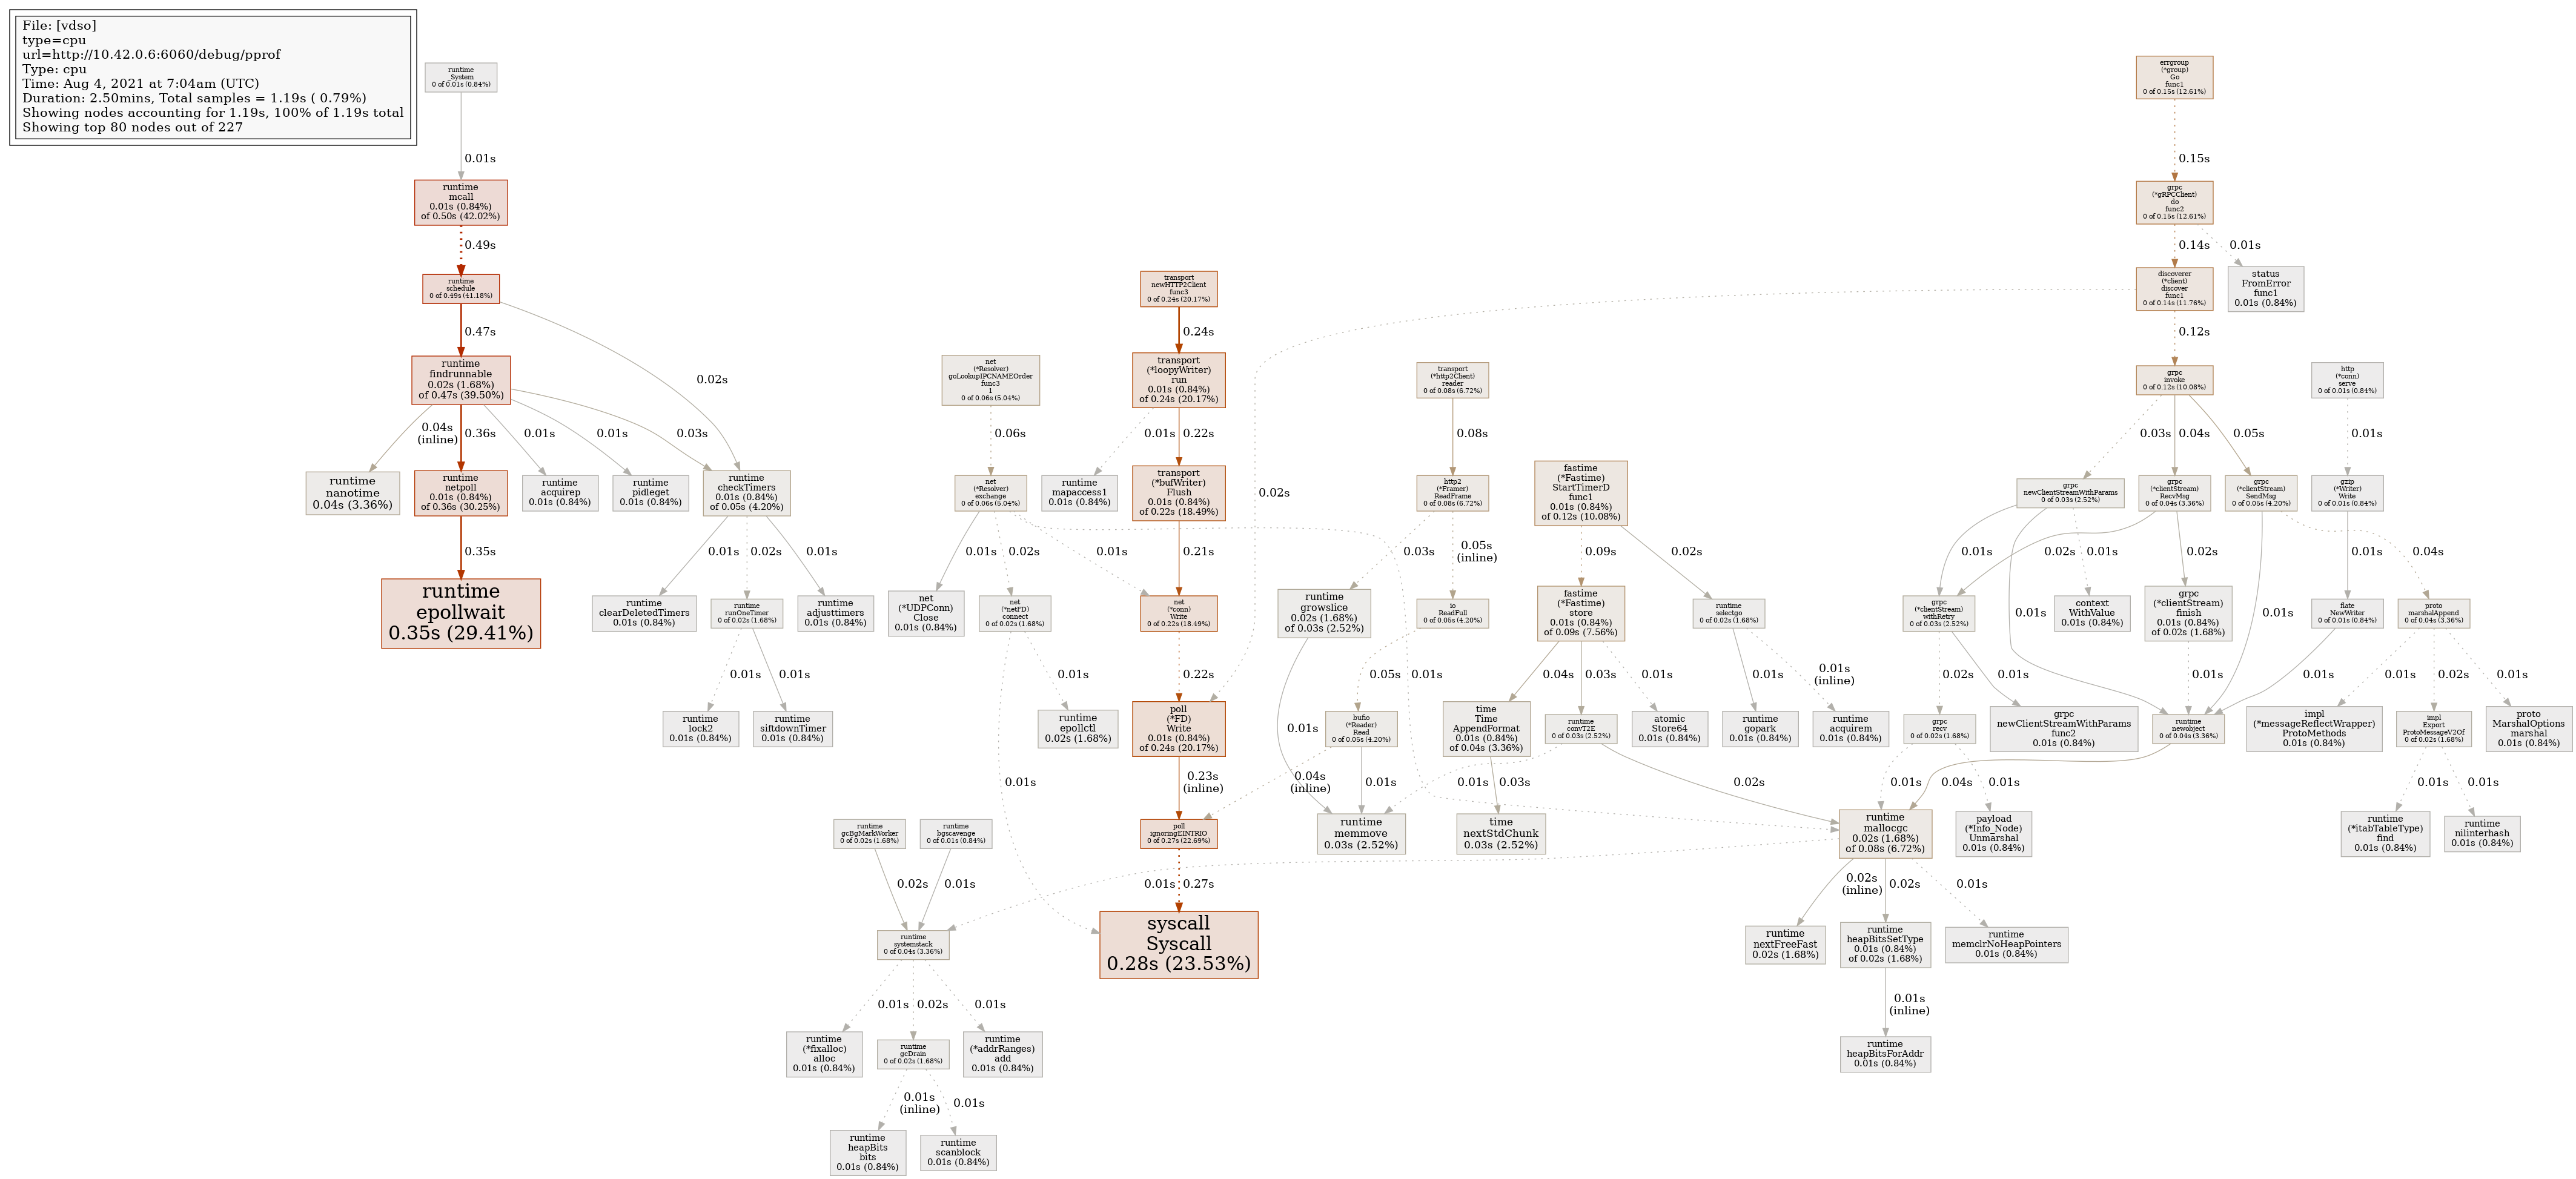 File: [vdso]
type=cpu
url=http://10.42.0.6:6060/debug/pprof
Type: cpu
Time: Aug 4, 2021 at 7:04am (UTC)
Duration: 2.50mins, Total samples = 1.19s ( 0.79%)
Showing nodes accounting for 1.19s, 100% of 1.19s total
Showing top 80 nodes out of 227
runtime
_System
0 of 0.01s (0.84%)
errgroup
(*group)
Go
func1
0 of 0.15s (12.61%)
0.01s
0.15s
runtime
mcall
0.01s (0.84%)
of 0.50s (42.02%)
grpc
(*gRPCClient)
do
func2
0 of 0.15s (12.61%)
0.49s
0.14s
0.01s
runtime
schedule
0 of 0.49s (41.18%)
transport
newHTTP2Client
func3
0 of 0.24s (20.17%)
discoverer
(*client)
discover
func1
0 of 0.14s (11.76%)
status
FromError
func1
0.01s (0.84%)
0.47s
0.24s
0.12s
0.02s
runtime
findrunnable
0.02s (1.68%)
of 0.47s (39.50%)
net
(*Resolver)
goLookupIPCNAMEOrder
func3
1
0 of 0.06s (5.04%)
transport
(*loopyWriter)
run
0.01s (0.84%)
of 0.24s (20.17%)
transport
(*http2Client)
reader
0 of 0.08s (6.72%)
grpc
invoke
0 of 0.12s (10.08%)
http
(*conn)
serve
0 of 0.01s (0.84%)
0.04s
(inline)
0.36s
0.01s
0.01s
0.03s
0.06s
0.01s
0.22s
0.08s
0.03s
0.04s
0.05s
0.01s
runtime
nanotime
0.04s (3.36%)
runtime
netpoll
0.01s (0.84%)
of 0.36s (30.25%)
runtime
acquirep
0.01s (0.84%)
runtime
pidleget
0.01s (0.84%)
runtime
checkTimers
0.01s (0.84%)
of 0.05s (4.20%)
net
(*Resolver)
exchange
0 of 0.06s (5.04%)
runtime
mapaccess1
0.01s (0.84%)
transport
(*bufWriter)
Flush
0.01s (0.84%)
of 0.22s (18.49%)
0.02s
http2
(*Framer)
ReadFrame
0 of 0.08s (6.72%)
fastime
(*Fastime)
StartTimerD
func1
0.01s (0.84%)
of 0.12s (10.08%)
grpc
newClientStreamWithParams
0 of 0.03s (2.52%)
grpc
(*clientStream)
RecvMsg
0 of 0.04s (3.36%)
grpc
(*clientStream)
SendMsg
0 of 0.05s (4.20%)
gzip
(*Writer)
Write
0 of 0.01s (0.84%)
0.35s
0.01s
0.02s
0.01s
0.01s
0.02s
0.01s
0.21s
0.03s
0.05s
(inline)
0.09s
0.02s
0.01s
0.02s
0.01s
0.02s
0.01s
0.04s
0.01s
0.01s
runtime
epollwait
0.35s (29.41%)
runtime
clearDeletedTimers
0.01s (0.84%)
runtime
runOneTimer
0 of 0.02s (1.68%)
runtime
adjusttimers
0.01s (0.84%)
net
(*UDPConn)
Close
0.01s (0.84%)
net
(*netFD)
connect
0 of 0.02s (1.68%)
net
(*conn)
Write
0 of 0.22s (18.49%)
runtime
growslice
0.02s (1.68%)
of 0.03s (2.52%)
io
ReadFull
0 of 0.05s (4.20%)
fastime
(*Fastime)
store
0.01s (0.84%)
of 0.09s (7.56%)
runtime
selectgo
0 of 0.02s (1.68%)
grpc
(*clientStream)
withRetry
0 of 0.03s (2.52%)
context
WithValue
0.01s (0.84%)
grpc
(*clientStream)
finish
0.01s (0.84%)
of 0.02s (1.68%)
flate
NewWriter
0 of 0.01s (0.84%)
proto
marshalAppend
0 of 0.04s (3.36%)
0.01s
0.01s
0.01s
0.22s
0.01s
0.05s
0.01s
0.04s
0.03s
0.01s
0.01s
0.01s
(inline)
0.02s
0.01s
0.01s
0.01s
0.01s
0.02s
0.01s
runtime
lock2
0.01s (0.84%)
runtime
siftdownTimer
0.01s (0.84%)
runtime
epollctl
0.02s (1.68%)
poll
(*FD)
Write
0.01s (0.84%)
of 0.24s (20.17%)
bufio
(*Reader)
Read
0 of 0.05s (4.20%)
time
Time
AppendFormat
0.01s (0.84%)
of 0.04s (3.36%)
runtime
convT2E
0 of 0.03s (2.52%)
atomic
Store64
0.01s (0.84%)
runtime
gopark
0.01s (0.84%)
runtime
acquirem
0.01s (0.84%)
grpc
recv
0 of 0.02s (1.68%)
grpc
newClientStreamWithParams
func2
0.01s (0.84%)
runtime
newobject
0 of 0.04s (3.36%)
impl
(*messageReflectWrapper)
ProtoMethods
0.01s (0.84%)
impl
Export
ProtoMessageV2Of
0 of 0.02s (1.68%)
proto
MarshalOptions
marshal
0.01s (0.84%)
0.01s
0.23s
(inline)
0.04s
(inline)
0.01s
0.01s
0.03s
0.02s
0.01s
0.01s
0.04s
0.01s
0.01s
runtime
gcBgMarkWorker
0 of 0.02s (1.68%)
runtime
bgscavenge
0 of 0.01s (0.84%)
poll
ignoringEINTRIO
0 of 0.27s (22.69%)
runtime
memmove
0.03s (2.52%)
time
nextStdChunk
0.03s (2.52%)
runtime
mallocgc
0.02s (1.68%)
of 0.08s (6.72%)
payload
(*Info_Node)
Unmarshal
0.01s (0.84%)
runtime
(*itabTableType)
find
0.01s (0.84%)
runtime
nilinterhash
0.01s (0.84%)
0.02s
0.01s
0.01s
0.27s
0.02s
(inline)
0.02s
0.01s
runtime
systemstack
0 of 0.04s (3.36%)
syscall
Syscall
0.28s (23.53%)
runtime
nextFreeFast
0.02s (1.68%)
runtime
heapBitsSetType
0.01s (0.84%)
of 0.02s (1.68%)
runtime
memclrNoHeapPointers
0.01s (0.84%)
0.01s
0.02s
0.01s
0.01s
(inline)
runtime
(*fixalloc)
alloc
0.01s (0.84%)
runtime
gcDrain
0 of 0.02s (1.68%)
runtime
(*addrRanges)
add
0.01s (0.84%)
runtime
heapBitsForAddr
0.01s (0.84%)
0.01s
(inline)
0.01s
runtime
heapBits
bits
0.01s (0.84%)
runtime
scanblock
0.01s (0.84%)